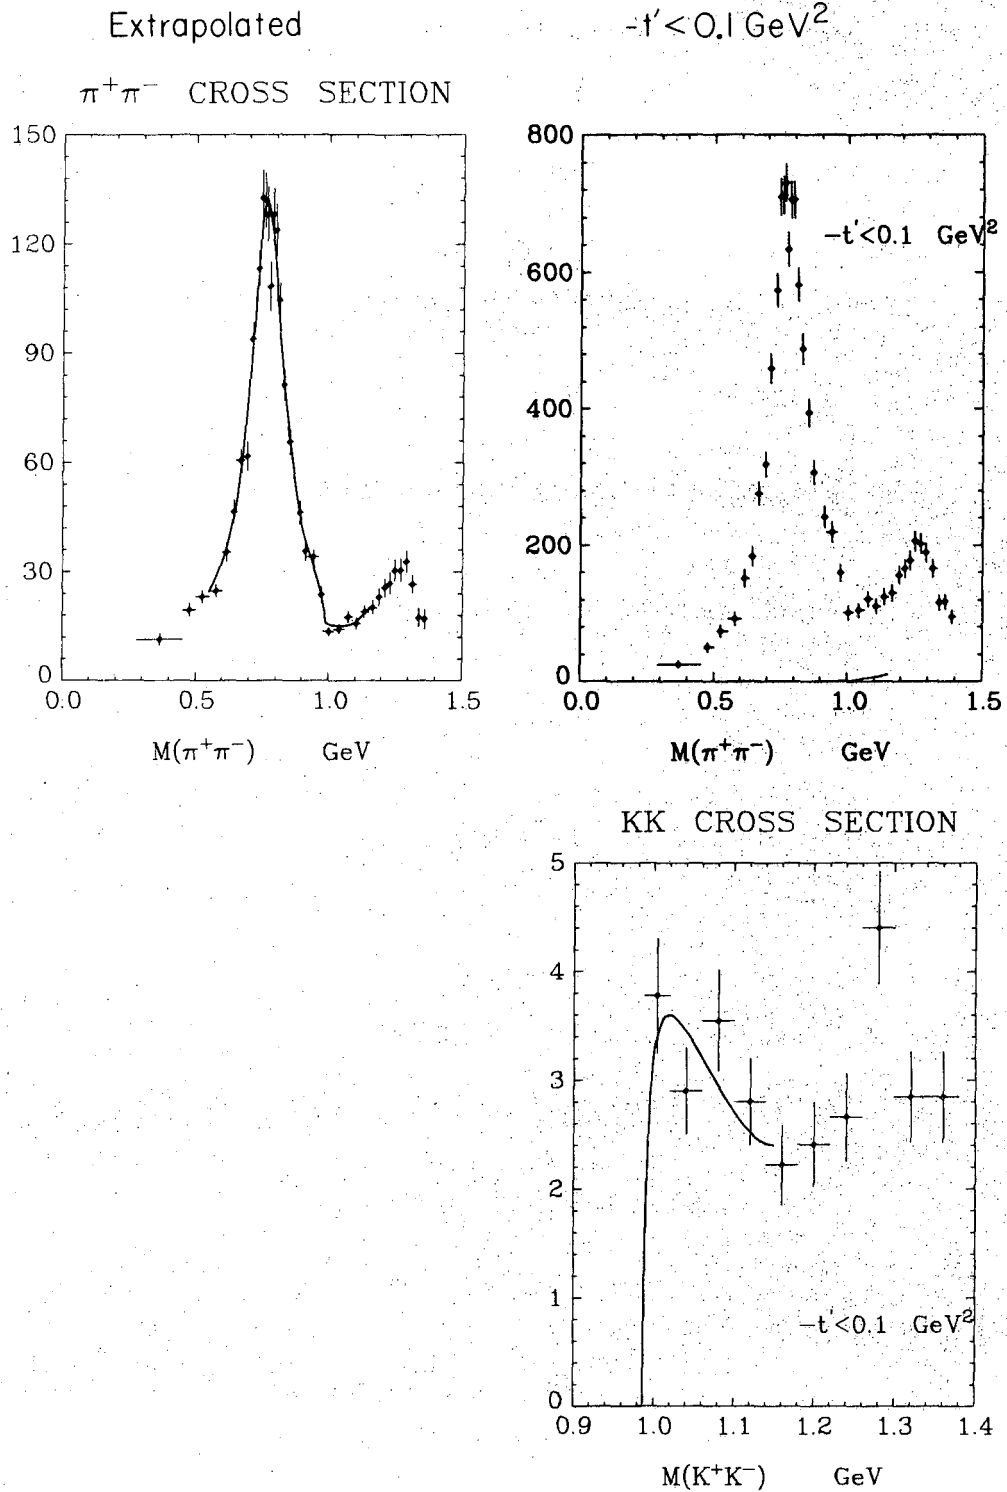 Extrapolated
-t′<0.1 GeV²
π⁺π⁻ CROSS SECTION
150
120
90
60
30
0
0.0 0.5 1.0 1.5
M(π⁺π⁻) GeV
800
600
400
200
0
-t′<0.1 GeV²
0.0 0.5 1.0 1.5
M(π⁺π⁻) GeV
KK CROSS SECTION
5
4
3
2
1
0
-t′<0.1 GeV²
0.9 1.0 1.1 1.2 1.3 1.4
M(K⁺K⁻) GeV